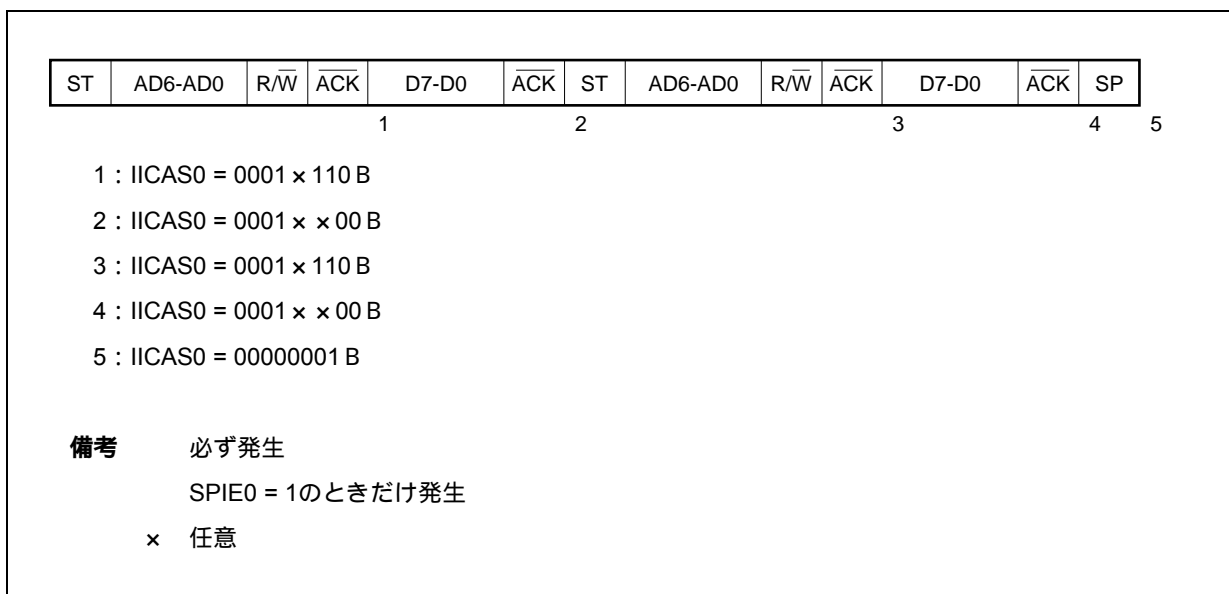 ST AD6-AD0 R/W ACK D7-D0 ACK ST AD6-AD0 R/W ACK D7-D0 ACK SP
1 2 3 4 5
1 : IICAS0 = 0001 × 110 B
2 : IICAS0 = 0001 × × 00 B
3 : IICAS0 = 0001 × 110 B
4 : IICAS0 = 0001 × × 00 B
5 : IICAS0 = 00000001 B
備考 必ず発生
SPIE0 = 1のときだけ発生
× 任意